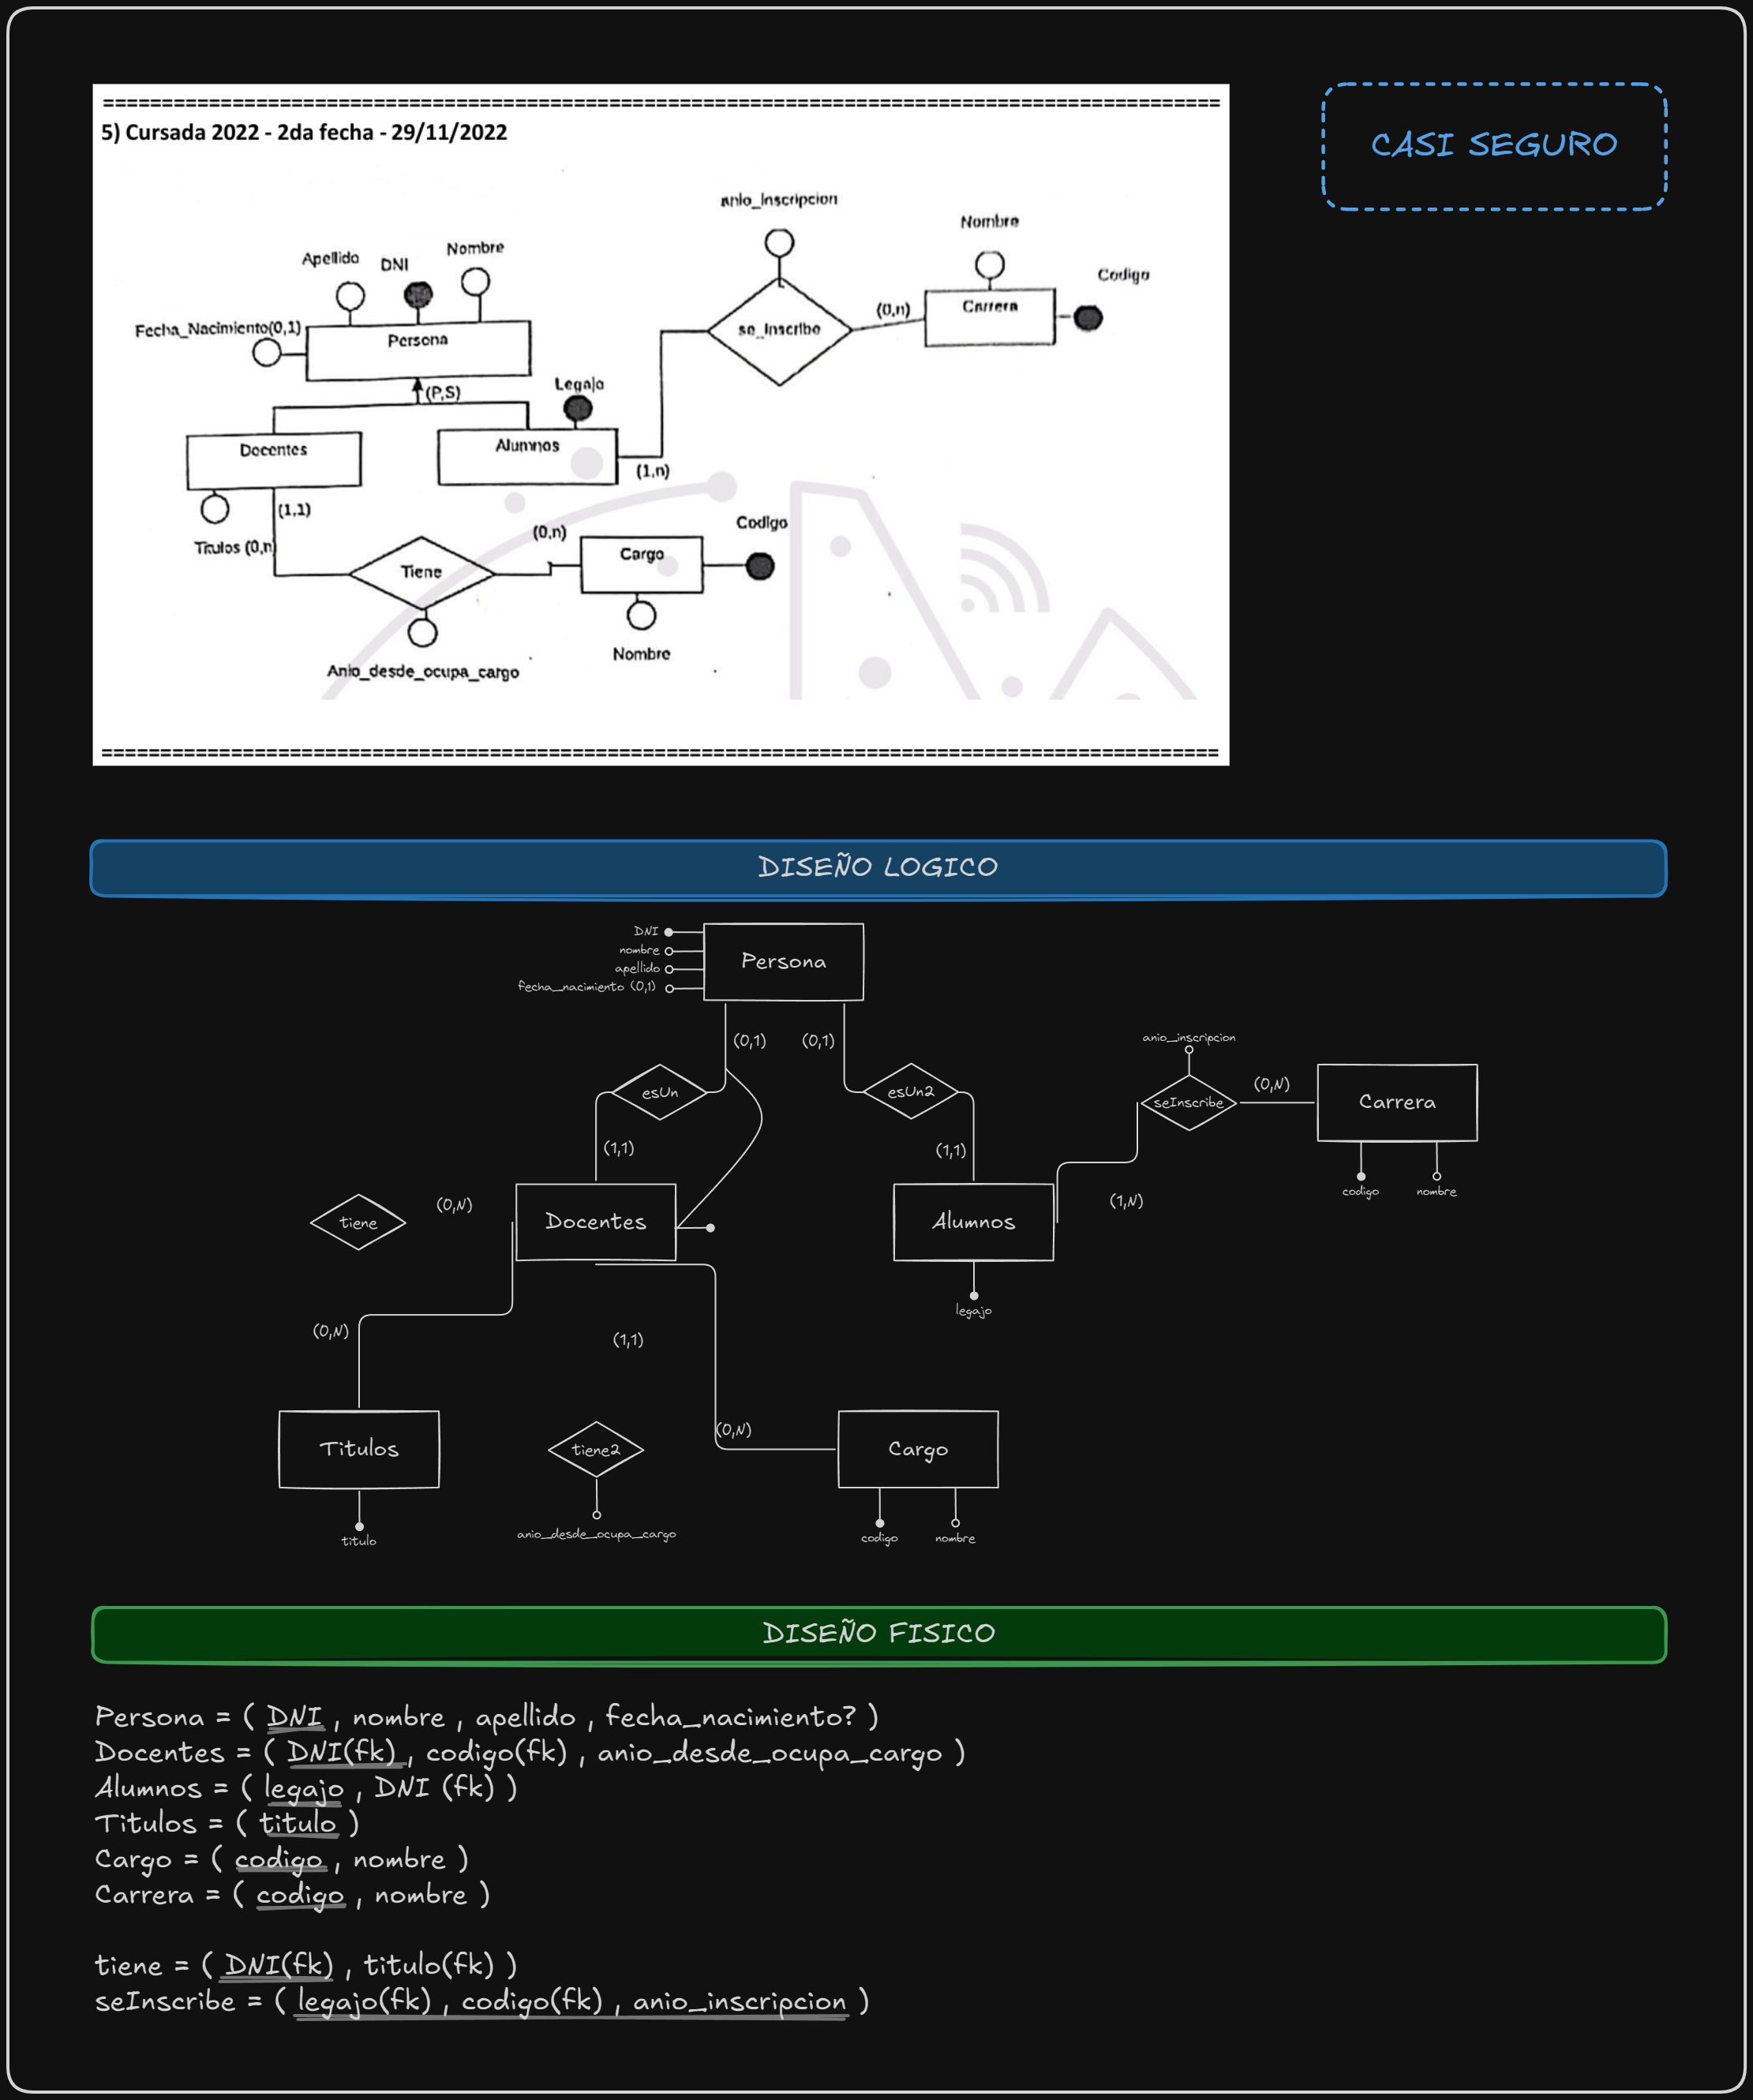 5) Cursada 2022 - 2da fecha - 29/11/2022
CASI SEGURO
anio_Inscripcion
Nombre
Codigo
Apellido
DNI
Nombre
Fecha_Nacimiento(0,1)
Persona
se_Inscribe
(0,n)
Carrera
(P,S)
Legajo
Docentes
Alumnos
(1,n)
(1,1)
Titulos (0,n)
(0,n)
Codigo
Tiene
Cargo
Nombre
Anio_desde_ocupa_cargo
DISEÑO LOGICO
DNI
nombre
apellido
fecha_nacimiento (0,1)
Persona
(0,1)
(0,1)
anio_inscripcion
esUn
esUn2
seInscribe
(0,N)
Carrera
(1,1)
(1,1)
codigo
nombre
tiene
(0,N)
Docentes
Alumnos
(1,N)
legajo
(0,N)
(1,1)
Titulos
tiene2
(0,N)
Cargo
titulo
anio_desde_ocupa_cargo
codigo
nombre
DISEÑO FISICO
Persona = ( DNI , nombre , apellido , fecha_nacimiento? )
Docentes = ( DNI(fk) , codigo(fk) , anio_desde_ocupa_cargo )
Alumnos = ( legajo , DNI (fk) )
Titulos = ( titulo )
Cargo = ( codigo , nombre )
Carrera = ( codigo , nombre )
tiene = ( DNI(fk) , titulo(fk) )
seInscribe = ( legajo(fk) , codigo(fk) , anio_inscripcion )